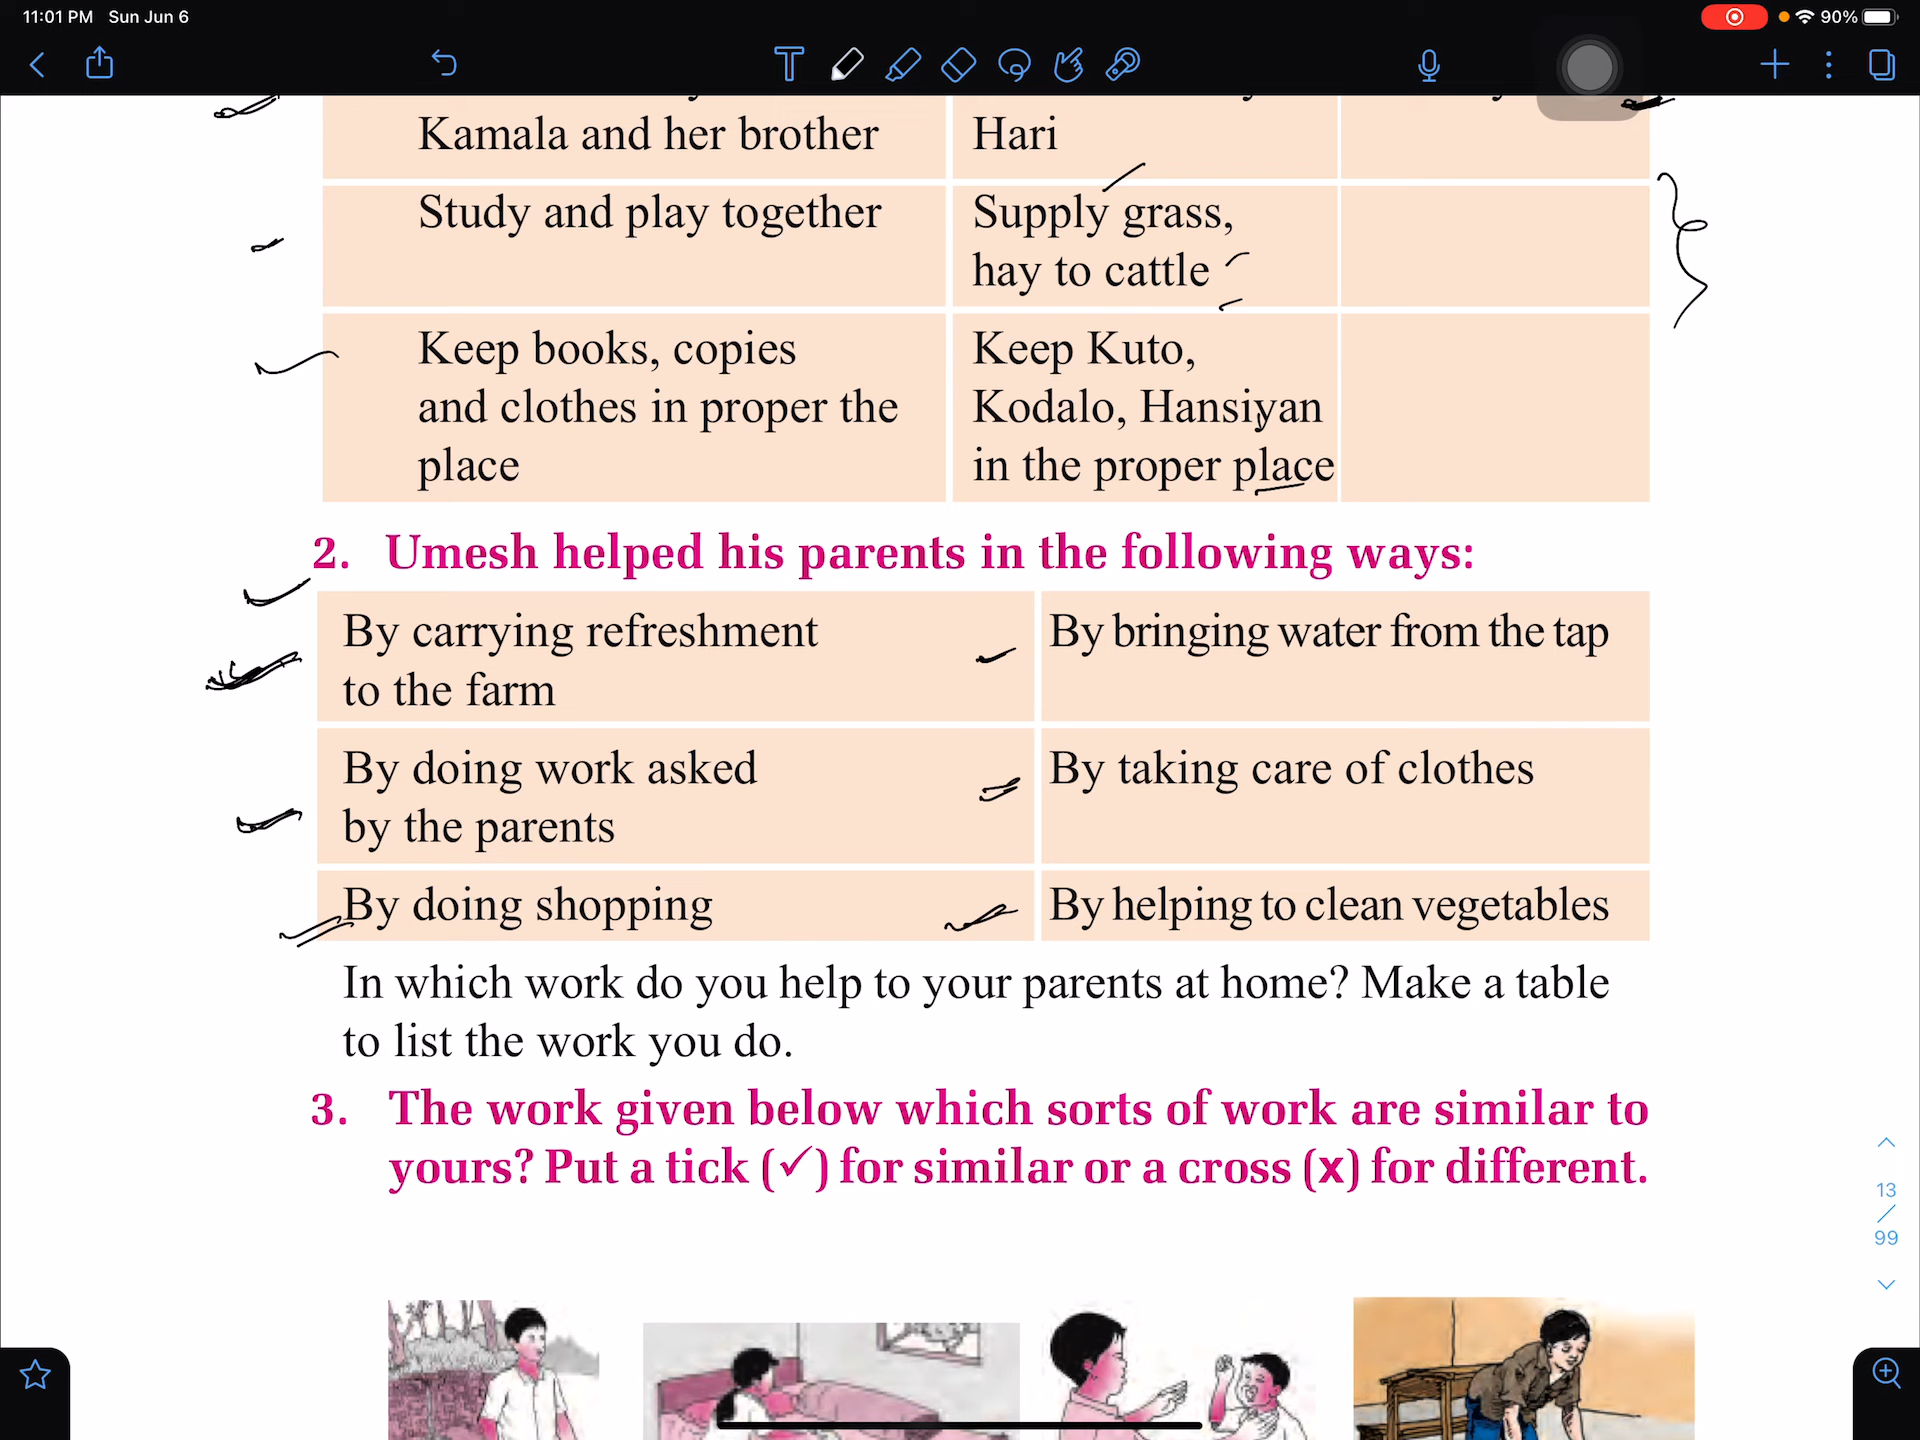 11:01 PM Sun Jun 6
90%
Kamala and her brother
Hari
Study and play together
Supply grass,
hay to cattle
Keep books, copies
and clothes in proper the
place
Keep Kuto,
Kodalo, Hansiyan
in the proper place
2. Umesh helped his parents in the following ways:
By carrying refreshment
to the farm
By bringing water from the tap
By doing work asked
by the parents
By taking care of clothes
By doing shopping
By helping to clean vegetables
In which work do you help to your parents at home? Make a table
to list the work you do.
3. The work given below which sorts of work are similar to
yours? Put a tick (✓) for similar or a cross (x) for different.
13
/
99